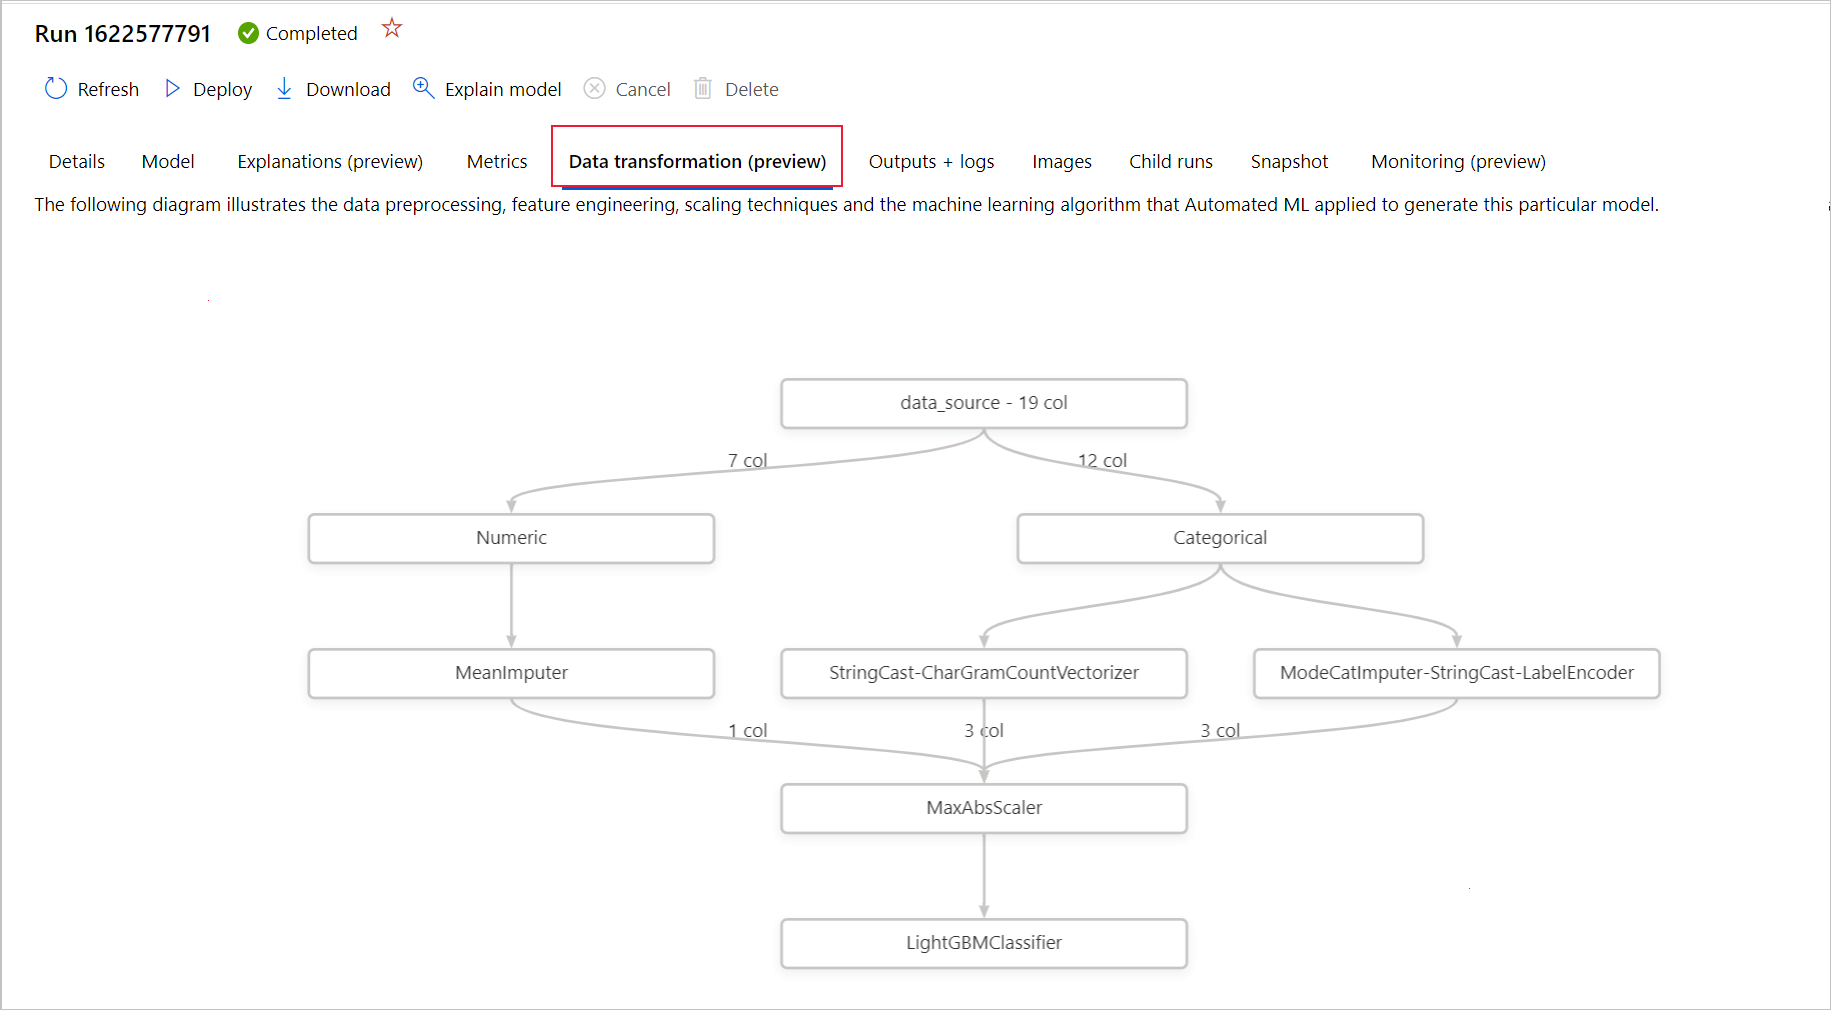 Run 1622577791 Completed
Refresh Deploy Download Explain model Cancel Delete
Details Model Explanations (preview) Metrics Data transformation (preview) Outputs + logs Images Child runs Snapshot Monitoring (preview)
The following diagram illustrates the data preprocessing, feature engineering, scaling techniques and the machine learning algorithm that Automated ML applied to generate this particular model.
data_source - 19 col
7 col 12 col
Numeric Categorical
MeanImputer StringCast-CharGramCountVectorizer ModeCatImputer-StringCast-LabelEncoder
1 col 3 col 3 col
MaxAbsScaler
LightGBMClassifier